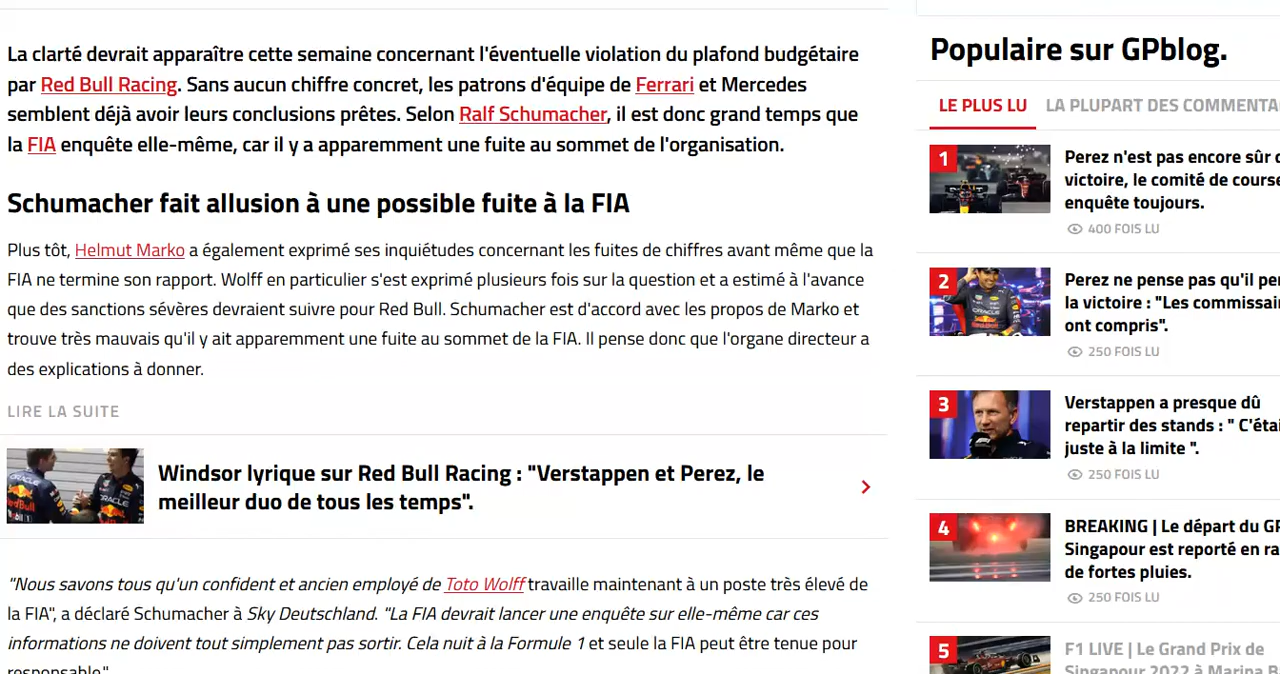 La clarté devrait apparaître cette semaine concernant l'éventuelle violation du plafond budgétaire
par Red Bull Racing. Sans aucun chiffre concret, les patrons d'équipe de Ferrari et Mercedes
semblent déjà avoir leurs conclusions prêtes. Selon Ralf Schumacher, il est donc grand temps que
la FIA enquête elle-même, car il y a apparemment une fuite au sommet de l'organisation.
Schumacher fait allusion à une possible fuite à la FIA
Plus tôt, Helmut Marko a également exprimé ses inquiétudes concernant les fuites de chiffres avant même que la
FIA ne termine son rapport. Wolff en particulier s'est exprimé plusieurs fois sur la question et a estimé à l'avance
que des sanctions sévères devraient suivre pour Red Bull. Schumacher est d'accord avec les propos de Marko et
trouve très mauvais qu'il y ait apparemment une fuite au sommet de la FIA. Il pense donc que l'organe directeur a
des explications à donner.
LIRE LA SUITE
Windsor lyrique sur Red Bull Racing : "Verstappen et Perez, le
meilleur duo de tous les temps".
"Nous savons tous qu'un confident et ancien employé de Toto Wolff travaille maintenant à un poste très élevé de
la FIA", a déclaré Schumacher à Sky Deutschland. "La FIA devrait lancer une enquête sur elle-même car ces
informations ne doivent tout simplement pas sortir. Cela nuit à la Formule 1 et seule la FIA peut être tenue pour
responsable"
Populaire sur GPblog.
LE PLUS LU LA PLUPART DES COMMENTA
1
Perez n'est pas encore sûr
victoire, le comité de course
enquête toujours.
400 FOIS LU
2
Perez ne pense pas qu'il
la victoire : "Les
ont compris".
250 FOIS LU
3
Verstappen a presque dû
repartir des stands : " C'éta
juste à la limite ".
250 FOIS LU
4
BREAKING | Le départ du GP
Singapour est reporté en
de fortes pluies.
250 FOIS LU
5
F1 LIVE | Le Grand Prix de
Singapour 2022 à Marina